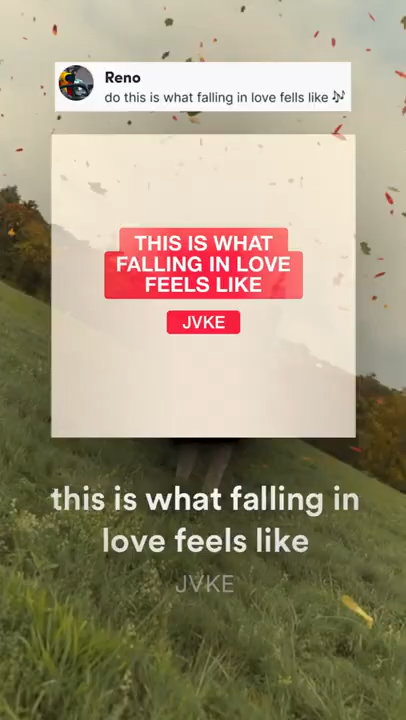 Reno
do this is what falling in love fells like 🎶
THIS IS WHAT
FALLING IN LOVE
FEELS LIKE
JVKE
this is what falling in
love feels like
JVKE